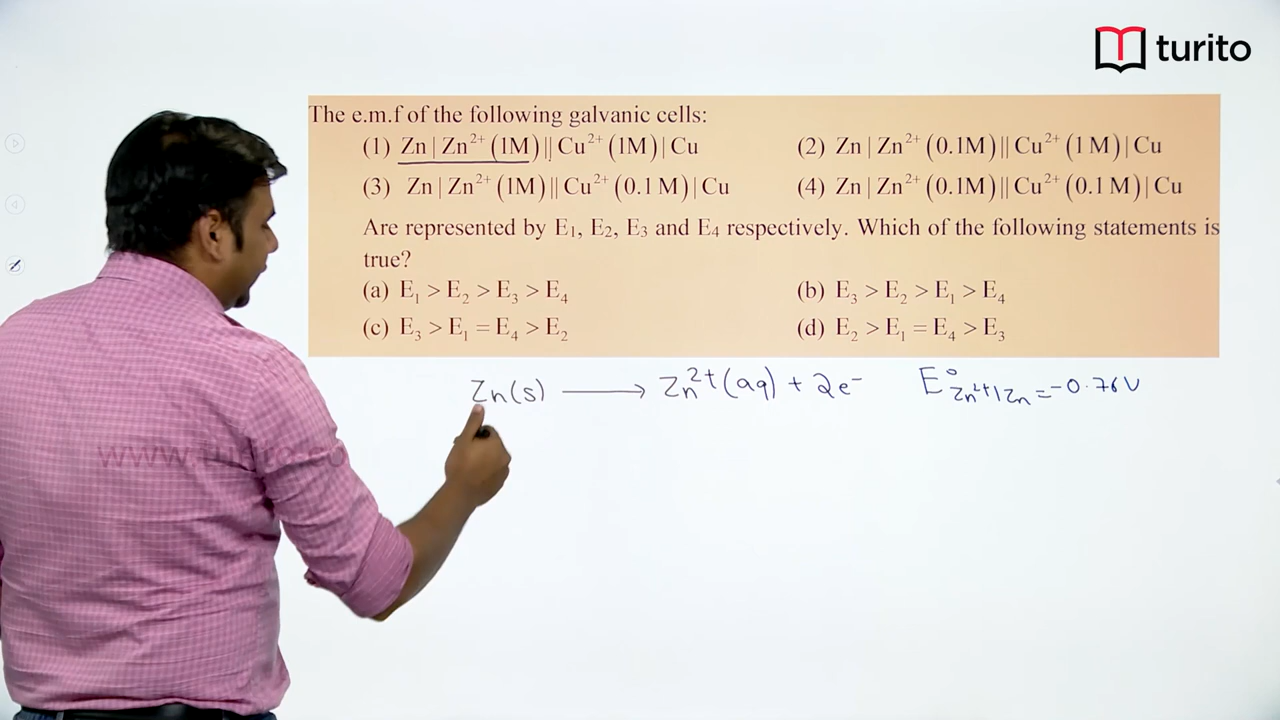 turito
The e.m.f of the following galvanic cells:
(1) Zn | Zn²⁺ (1M) || Cu²⁺ (1M) | Cu (2) Zn | Zn²⁺ (0.1M) || Cu²⁺ (1M) | Cu
(3) Zn | Zn²⁺ (1M) || Cu²⁺ (0.1M) | Cu (4) Zn | Zn²⁺ (0.1M) || Cu²⁺ (0.1M) | Cu
Are represented by E₁, E₂, E₃ and E₄ respectively. Which of the following statements is
true?
(a) E₁ > E₂ > E₃ > E₄ (b) E₃ > E₂ > E₁ > E₄
(c) E₃ > E₁ = E₄ > E₂ (d) E₂ > E₁ = E₄ > E₃
Zn(s) ⟶ Zn²⁺(aq) + 2e⁻ E° Zn²⁺|Zn = -0.76V